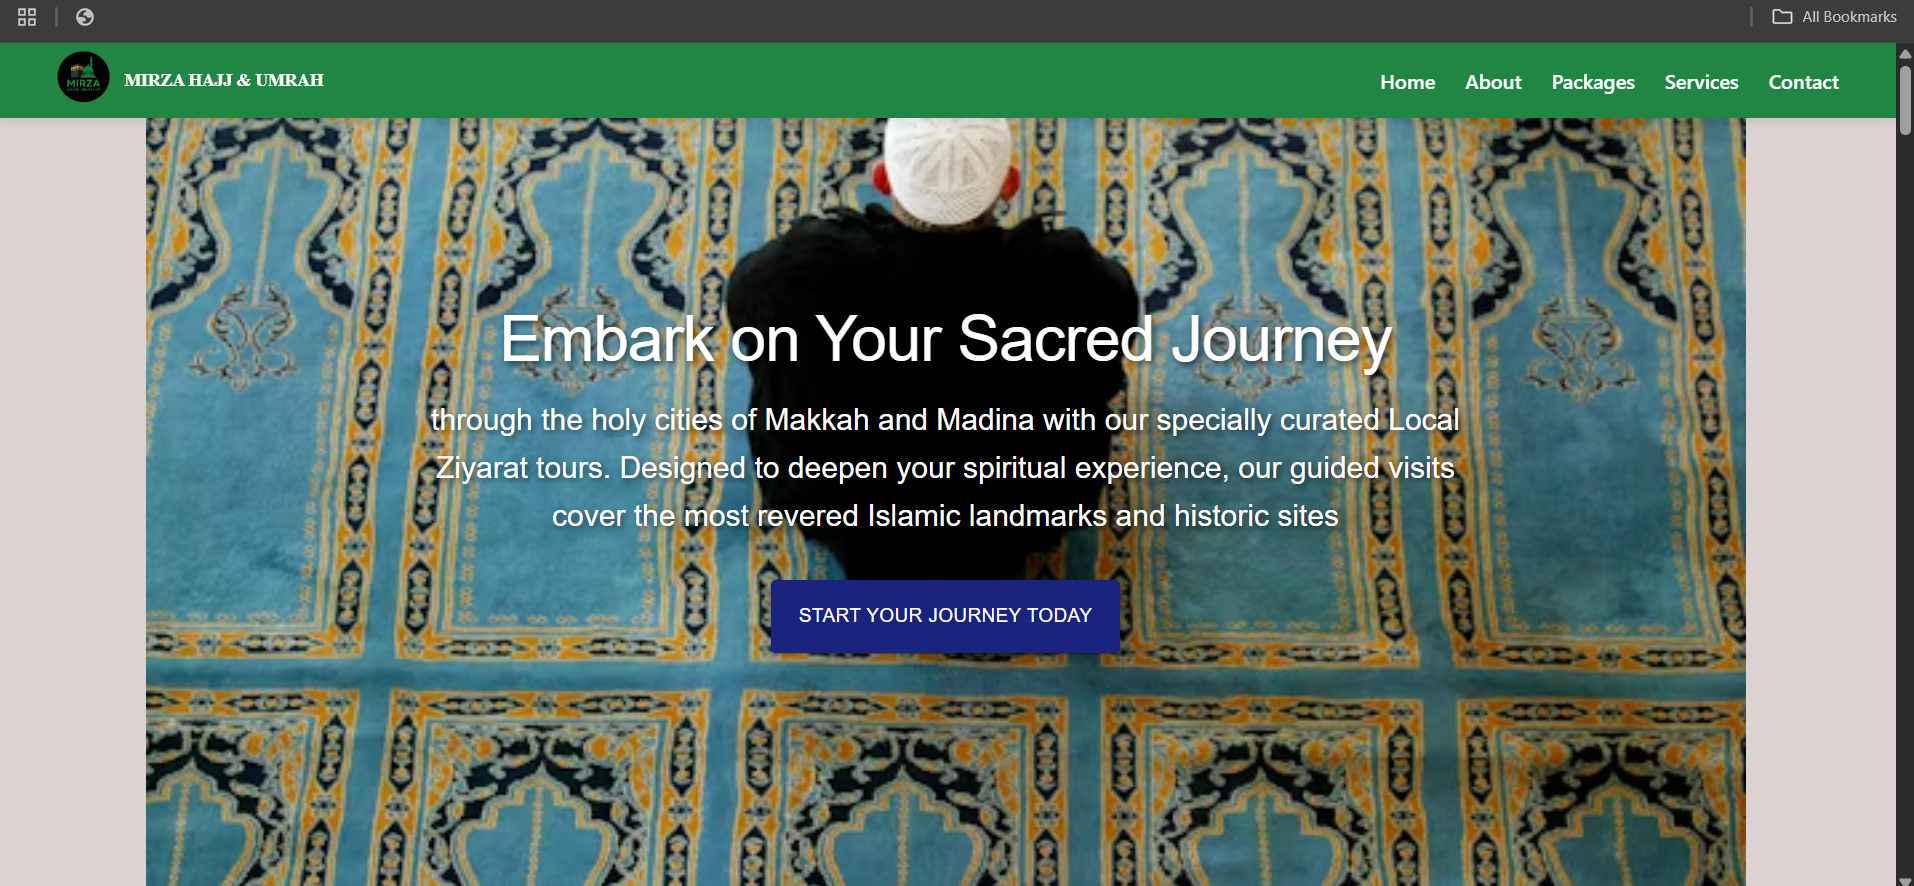 All Bookmarks
MIRZA
MIRZA HAJJ & UMRAH
Home
About
Packages
Services
Contact
Embark on Your Sacred Journey
through the holy cities of Makkah and Madina with our specially curated Local
Ziyarat tours. Designed to deepen your spiritual experience, our guided visits
cover the most revered Islamic landmarks and historic sites
START YOUR JOURNEY TODAY